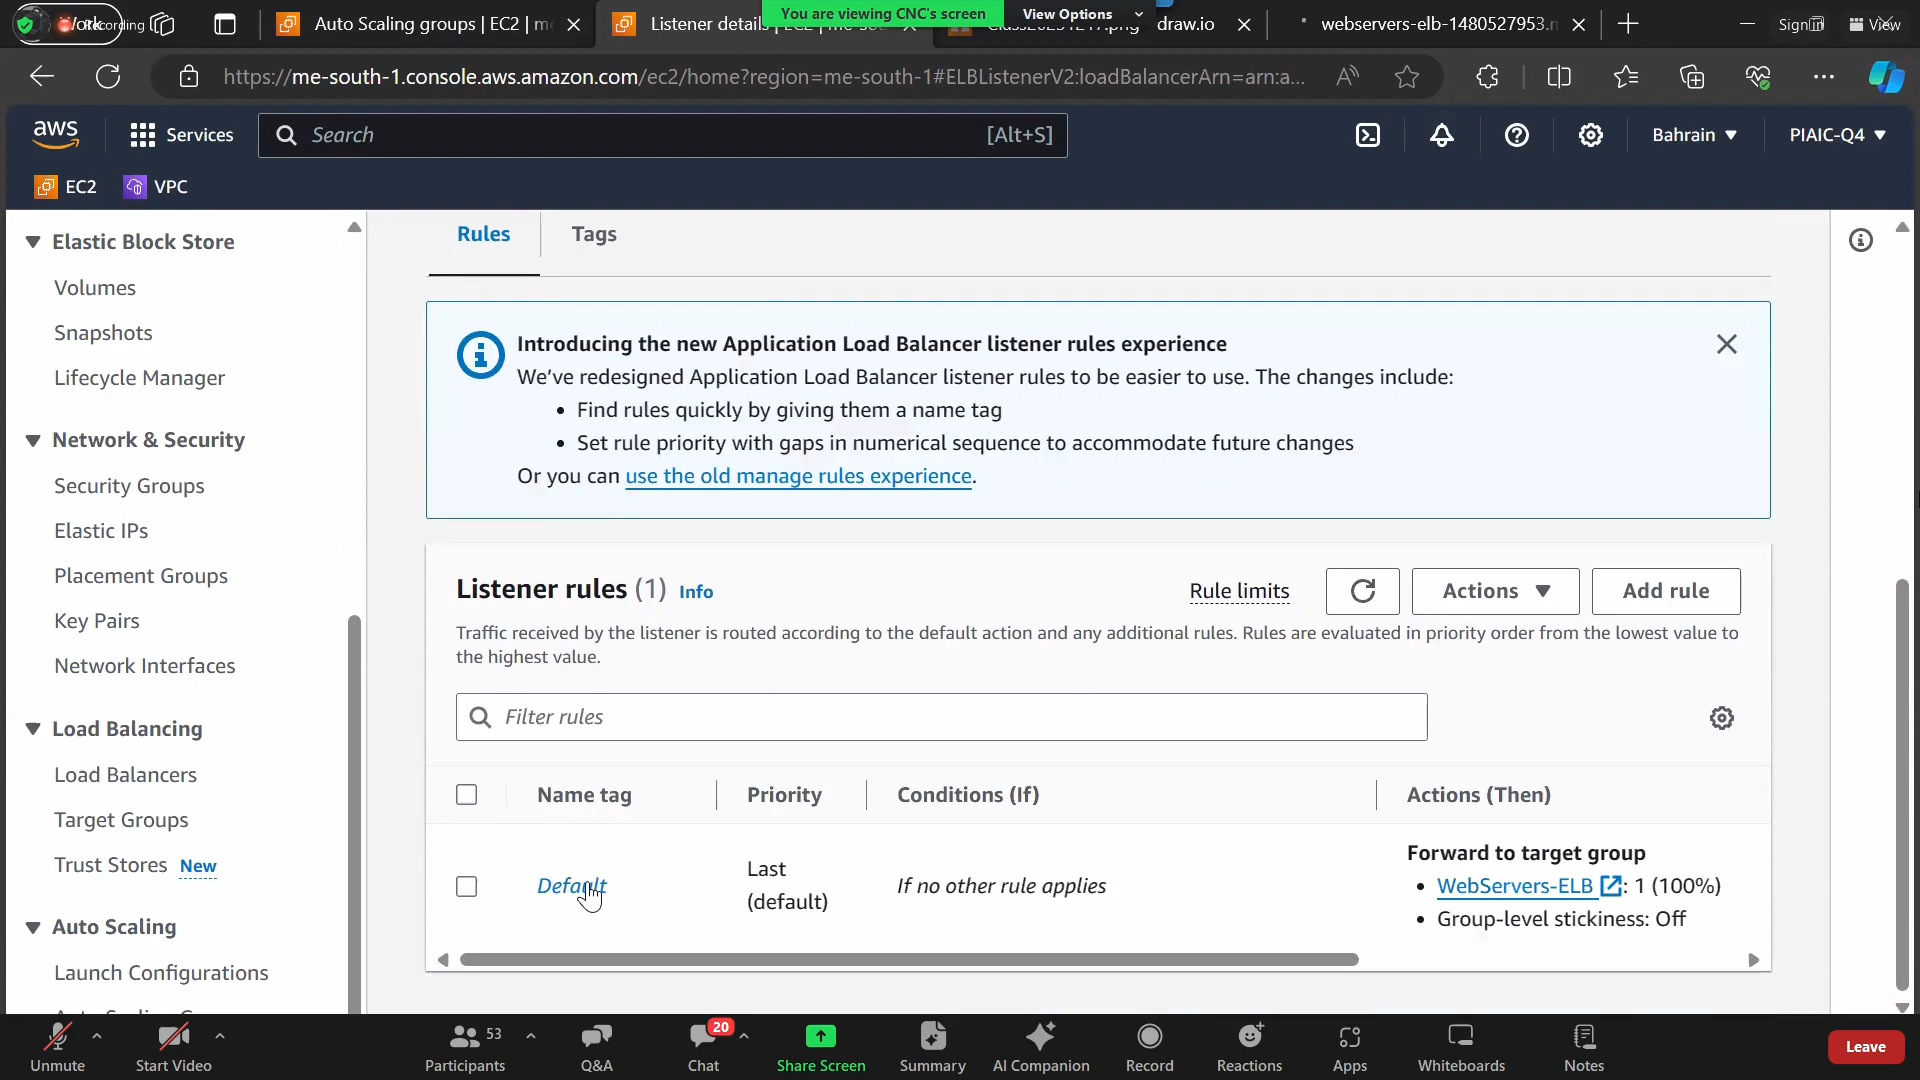 Work
Recording
Auto Scaling groups | EC2 | m
Listener details | EC2 | me-so
Class20231217.png - draw.io
webservers-elb-1480527953.m
You are viewing CNC's screen
View Options
Sign in
View
https://me-south-1.console.aws.amazon.com/ec2/home?region=me-south-1#ELBListenerV2:loadBalancerArn=arn:a...
aws
Services
Search
[Alt+S]
Bahrain
PIAIC-Q4
EC2
VPC
Elastic Block Store
Volumes
Snapshots
Lifecycle Manager
Network & Security
Security Groups
Elastic IPs
Placement Groups
Key Pairs
Network Interfaces
Load Balancing
Load Balancers
Target Groups
Trust Stores New
Auto Scaling
Launch Configurations
Rules
Tags
Introducing the new Application Load Balancer listener rules experience
We've redesigned Application Load Balancer listener rules to be easier to use. The changes include:
• Find rules quickly by giving them a name tag
• Set rule priority with gaps in numerical sequence to accommodate future changes
Or you can use the old manage rules experience.
Listener rules (1) Info
Rule limits
Actions
Add rule
Traffic received by the listener is routed according to the default action and any additional rules. Rules are evaluated in priority order from the lowest value to
the highest value.
Filter rules
Name tag
Priority
Conditions (If)
Actions (Then)
Default
Last
(default)
If no other rule applies
Forward to target group
• WebServers-ELB : 1 (100%)
• Group-level stickiness: Off
Unmute
Start Video
Participants
53
Q&A
Chat
20
Share Screen
Summary
AI Companion
Record
Reactions
Apps
Whiteboards
Notes
Leave